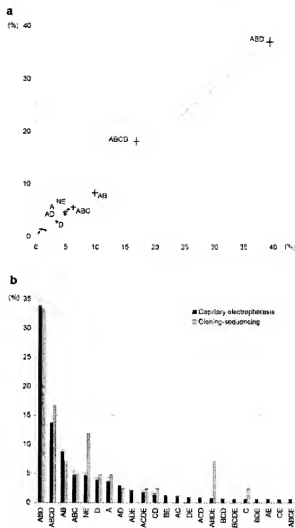 a
(%)
40
30
20
10
0
ABD
ABCD
AB
NE
A
AD
ABC
D
0 5 10 15 20 25 30 35 40 (%)
b
(%)
35
30
25
20
15
10
5
0
Capillary electrophoresis
Cloning-sequencing
ABD ABCD AB ABC NE D A AD ADE ACDE CD BE AC DE ACD ABDE BCD BCDE C BDE AE CE ABCE